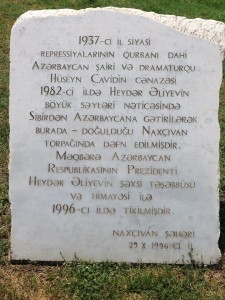 1937-ci il siyasi
repressiyalarının qurbanı dahi
Azərbaycan şairi və dramaturqu
Hüseyn Cavidin cənazəsi
1982-ci ildə Heydər Əliyevin
böyük səyləri nəticəsində
Sibirdən Azərbaycana gətirilərək
burada – doğulduğu Naxçıvan
torpağında dəfn edilmişdir.
Məqbərə Azərbaycan
Respublikasının Prezidenti
Heydər Əliyevin şəxsi təşəbbüsü
və himayəsi ilə
1996-cı ildə tikilmişdir.
Naxçıvan şəhəri
29 X 1996-cı il